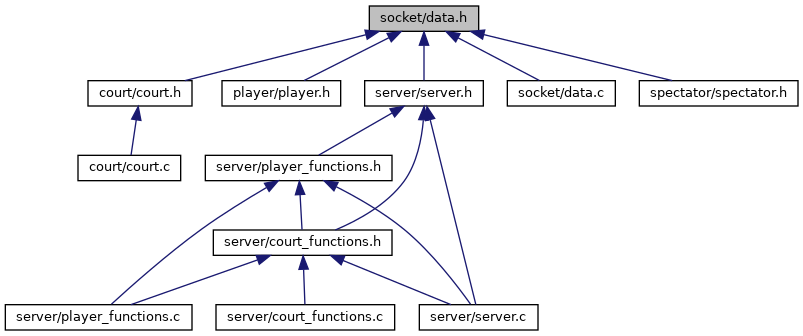 socket/data.h
court/court.h
player/player.h
server/server.h
socket/data.c
spectator/spectator.h
court/court.c
server/player_functions.h
server/court_functions.h
server/player_functions.c
server/court_functions.c
server/server.c